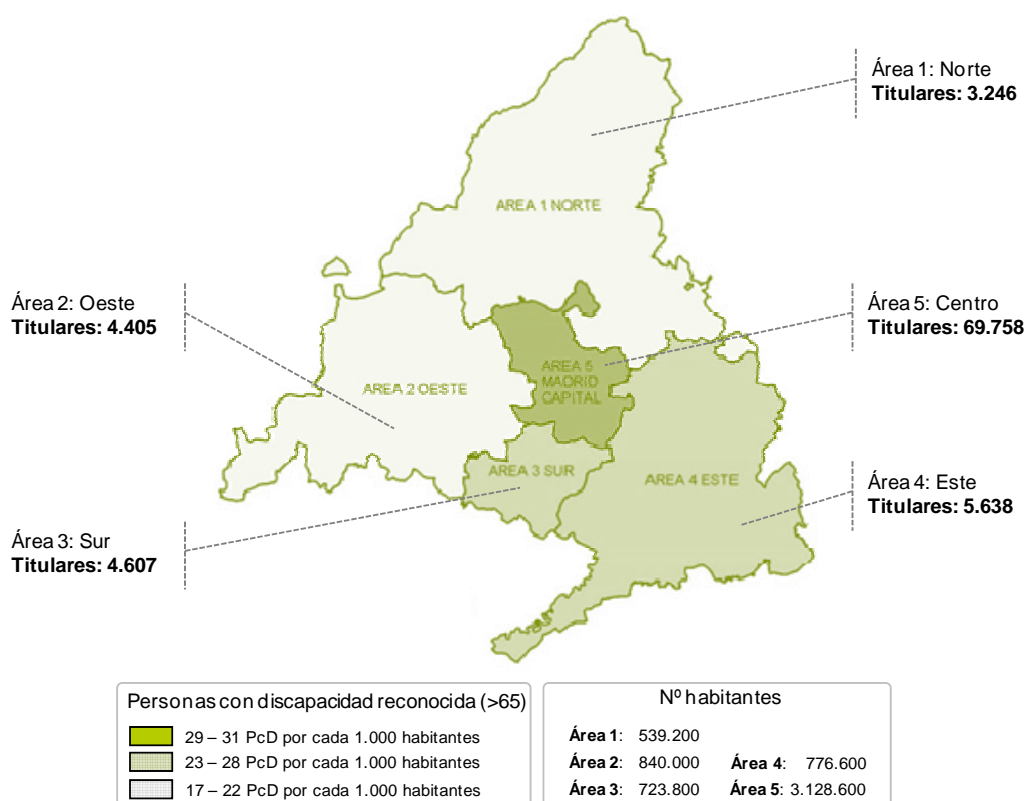 Área 1: Norte
Titulares: 3.246
AREA 1 NORTE
Área 2: Oeste
Titulares: 4.405
Área 5: Centro
Titulares: 69.758
AREA 5
MADRID
CAPITAL
AREA 2 OESTE
AREA 3 SUR
AREA 4 ESTE
Área 4: Este
Titulares: 5.638
Área 3: Sur
Titulares: 4.607
Personas con discapacidad reconocida (>65)
29 – 31 PcD por cada 1.000 habitantes
23 – 28 PcD por cada 1.000 habitantes
17 – 22 PcD por cada 1.000 habitantes
Nº habitantes
Área 1: 539.200
Área 2: 840.000 Área 4: 776.600
Área 3: 723.800 Área 5: 3.128.600